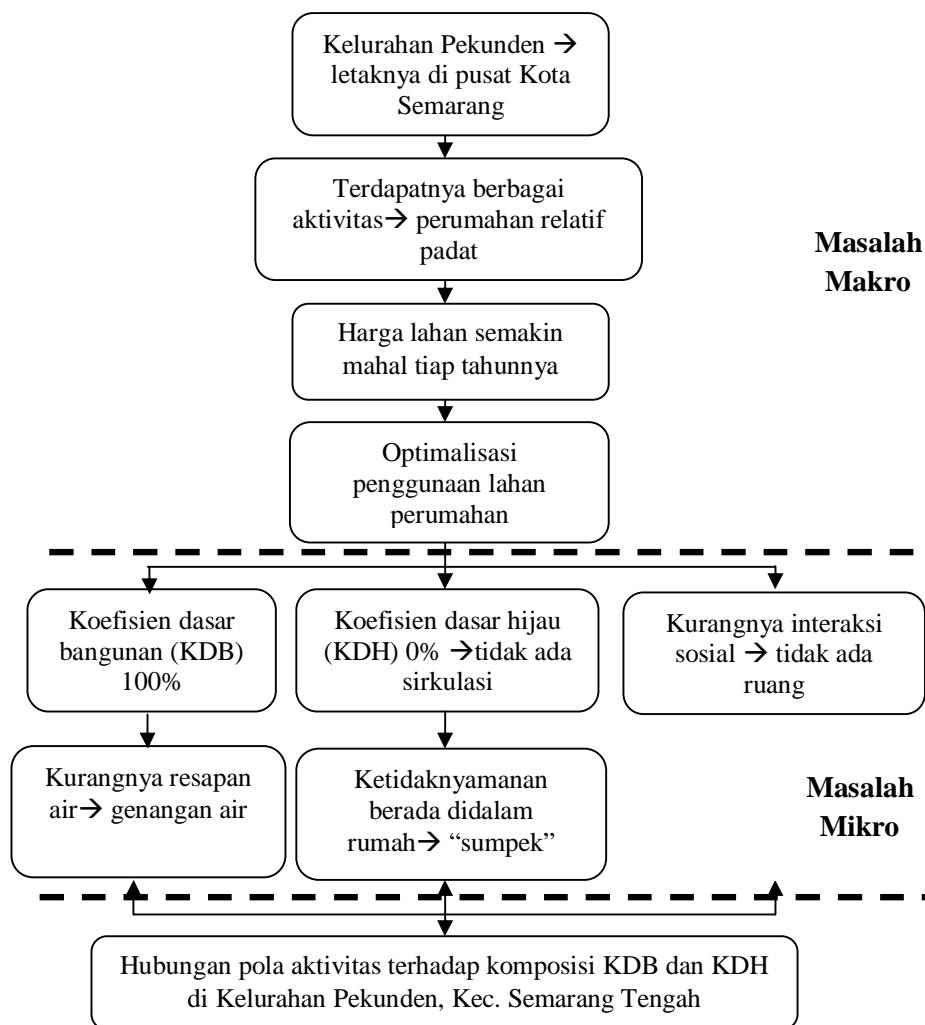 Kelurahan Pekunden →
letaknya di pusat Kota
Semarang
Terdapatnya berbagai
aktivitas→ perumahan relatif
padat
Masalah
Makro
Harga lahan semakin
mahal tiap tahunnya
Optimalisasi
penggunaan lahan
perumahan
Koefisien dasar
bangunan (KDB)
100%
Koefisien dasar hijau
(KDH) 0% →tidak ada
sirkulasi
Kurangnya interaksi
sosial → tidak ada
ruang
Kurangnya resapan
air→ genangan air
Ketidaknyamanan
berada didalam
rumah→ “sumpek”
Masalah
Mikro
Hubungan pola aktivitas terhadap komposisi KDB dan KDH
di Kelurahan Pekunden, Kec. Semarang Tengah